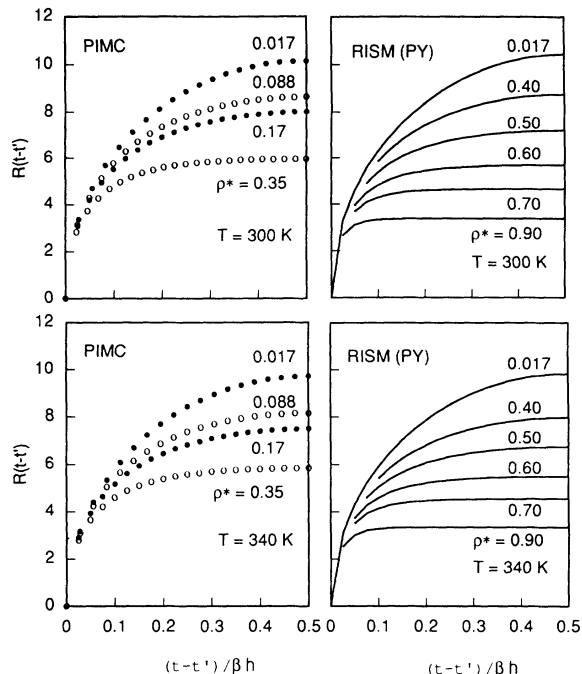 12
10
8
6
4
2
0
R(t-t')
PIMC
0.017
0.088
0.17
ρ* = 0.35
T = 300 K
RISM (PY)
0.017
0.40
0.50
0.60
0.70
ρ* = 0.90
T = 300 K
12
10
8
6
4
2
0
R(t-t')
PIMC
0.017
0.088
0.17
ρ* = 0.35
T = 340 K
RISM (PY)
0.017
0.40
0.50
0.60
0.70
ρ* = 0.90
T = 340 K
0 0.1 0.2 0.3 0.4 0.5
0 0.1 0.2 0.3 0.4 0.5
(t-t')/βh
(t-t')/βh